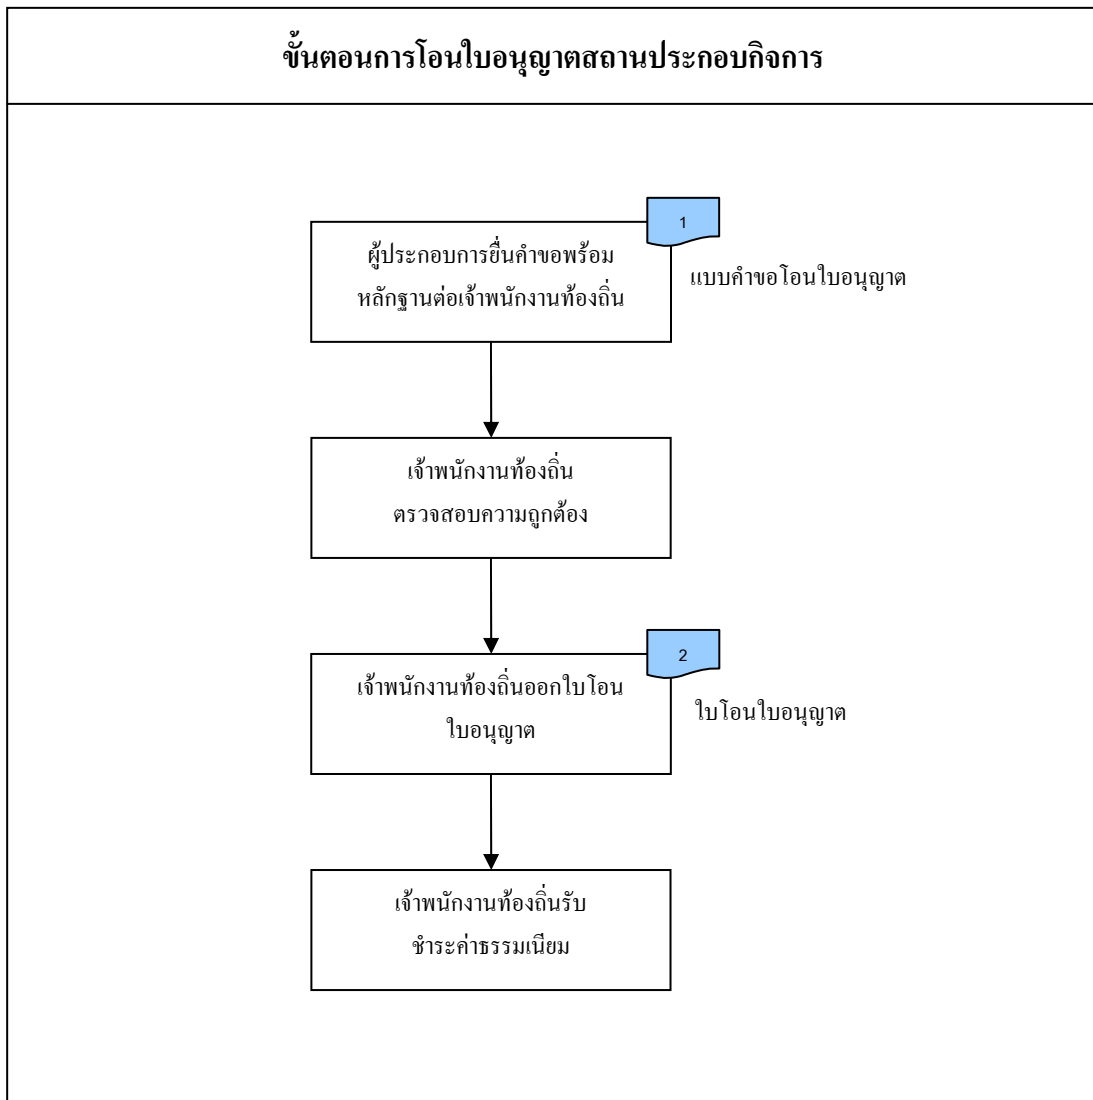 ขั้นตอนการโอนใบอนุญาตสถานประกอบกิจการ
1
ผู้ประกอบการยื่นคำขอพร้อม
หลักฐานต่อเจ้าพนักงานท้องถิ่น
แบบคำขอโอนใบอนุญาต
เจ้าพนักงานท้องถิ่น
ตรวจสอบความถูกต้อง
2
เจ้าพนักงานท้องถิ่นออกใบโอน
ใบอนุญาต
ใบโอนใบอนุญาต
เจ้าพนักงานท้องถิ่นรับ
ชำระค่าธรรมเนียม